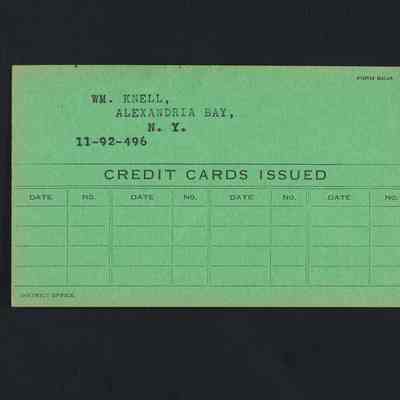 WM. KNELL,
ALEXANDRIA BAY,
N. Y.
11-92-496
CREDIT CARDS ISSUED
DATE NO. DATE NO. DATE NO. DATE NO.
DISTRICT OFFICE